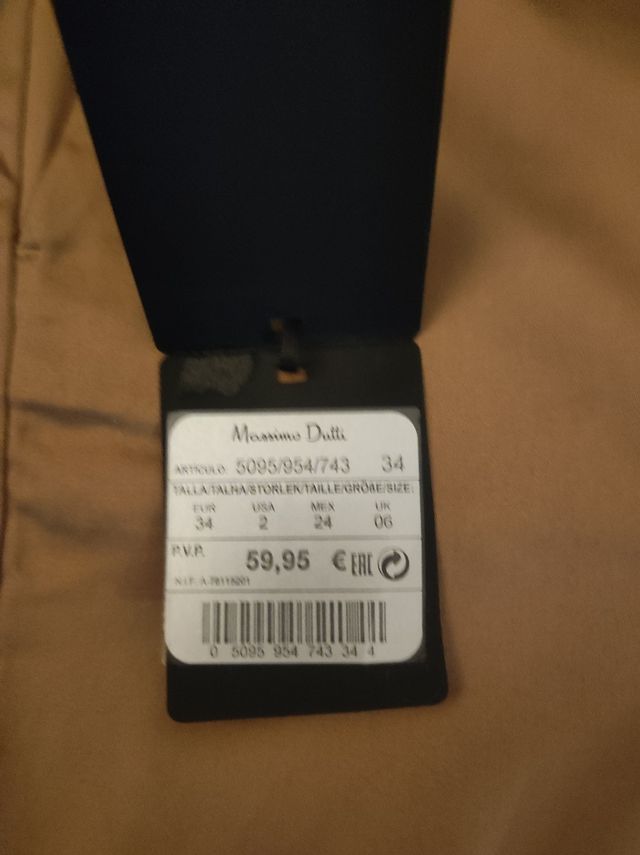 Massimo Dutti
ARTICULO: 5095/954/743 34
TALLA/TALHA/STORLEK/TAILLE/GRÖßE/SIZE:
EUR USA MEX UK
34 2 24 06
P.V.P. 59,95 € EAC
N.I.F. A-78115201
0 5095 954 743 34 4